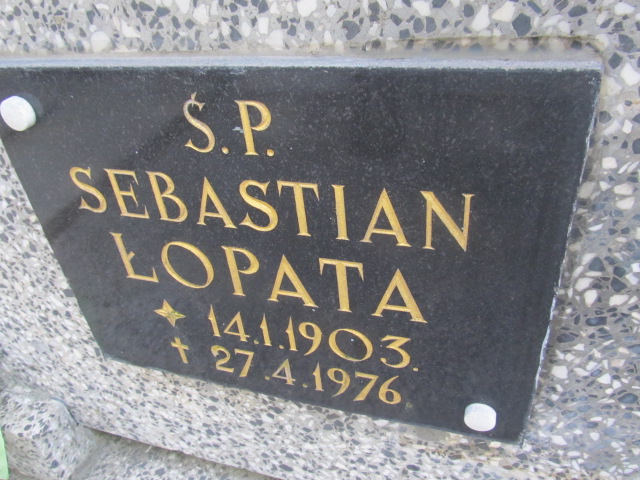 Ś.P.
SEBASTIAN
ŁOPATA
14.1.1903.
27.4.1976